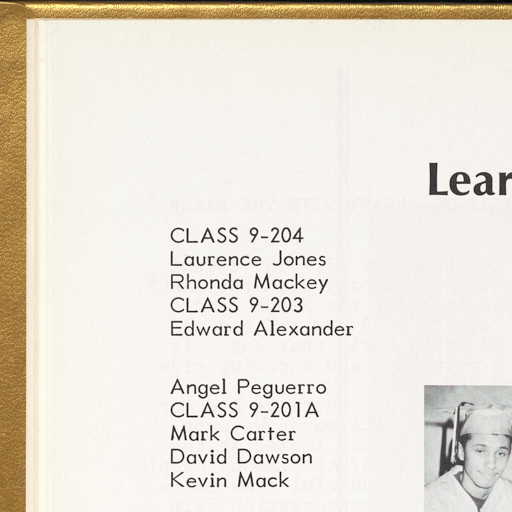 Lear
CLASS 9-204
Laurence Jones
Rhonda Mackey
CLASS 9-203
Edward Alexander
Angel Peguerro
CLASS 9-201A
Mark Carter
David Dawson
Kevin Mack